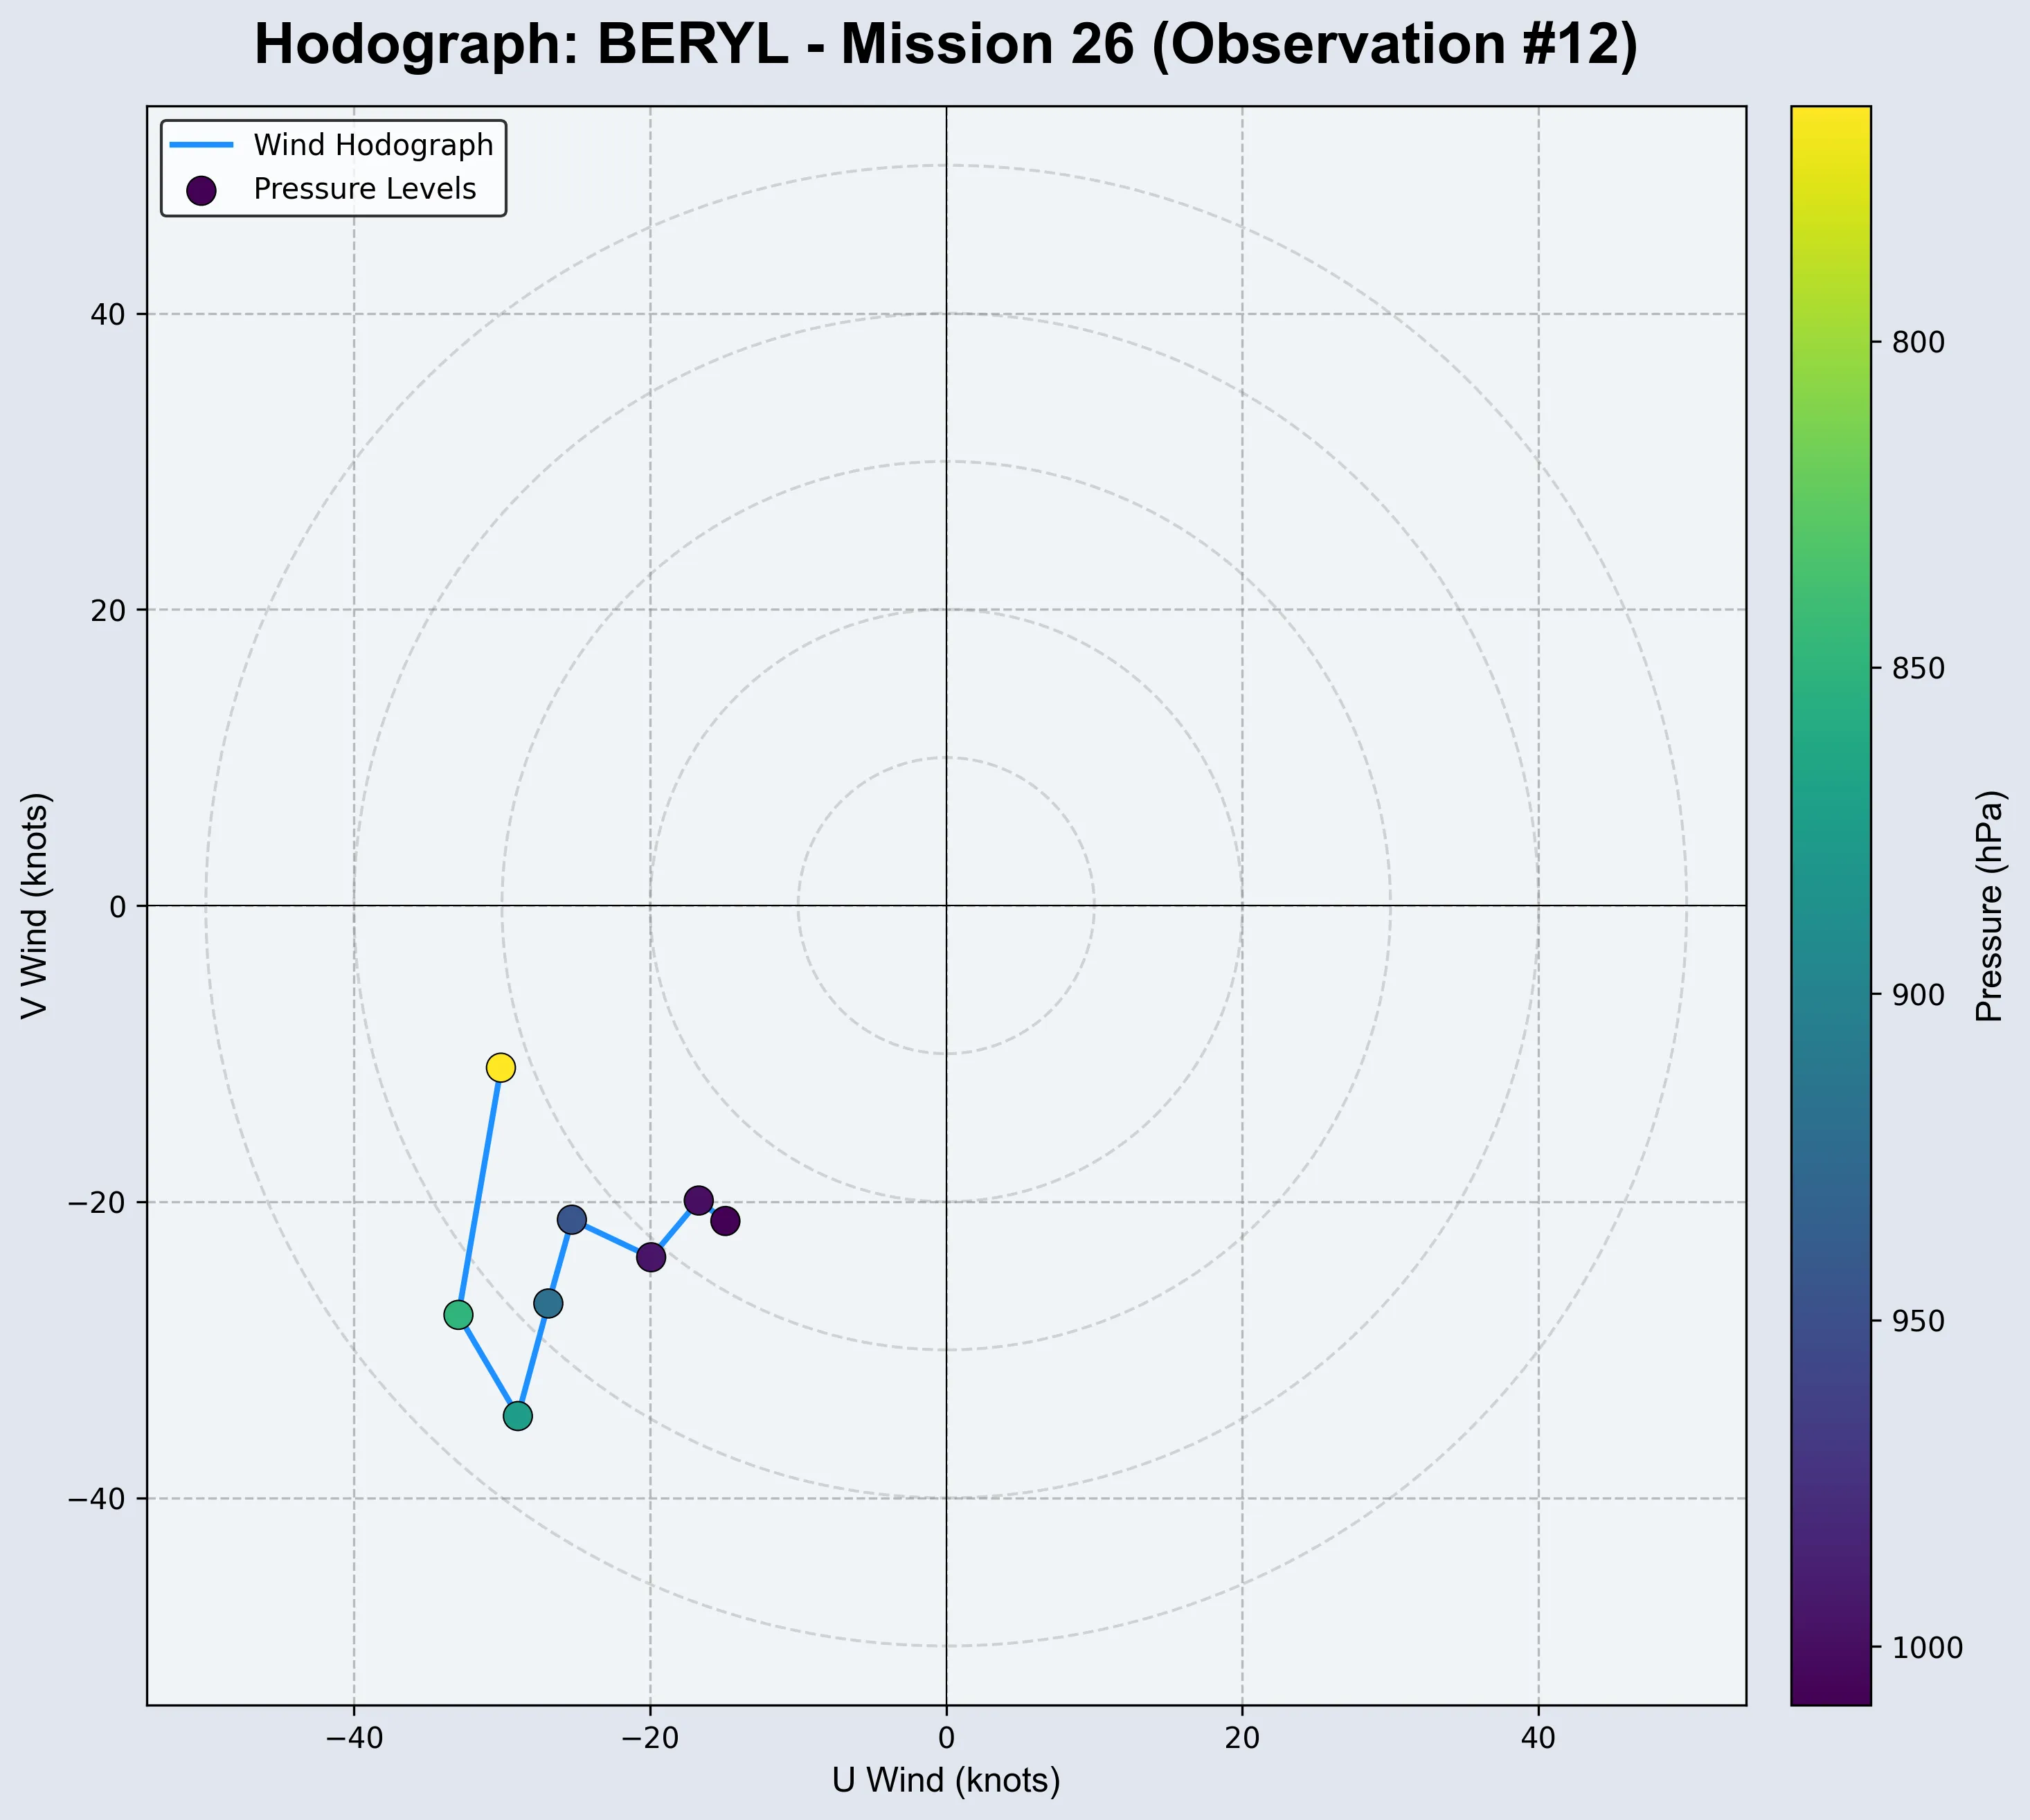 Hodograph: BERYL - Mission 26 (Observation #12)
Wind Hodograph
Pressure Levels
40
20
0
−20
−40
V Wind (knots)
−40
−20
0
20
40
U Wind (knots)
800
850
900
950
1000
Pressure (hPa)